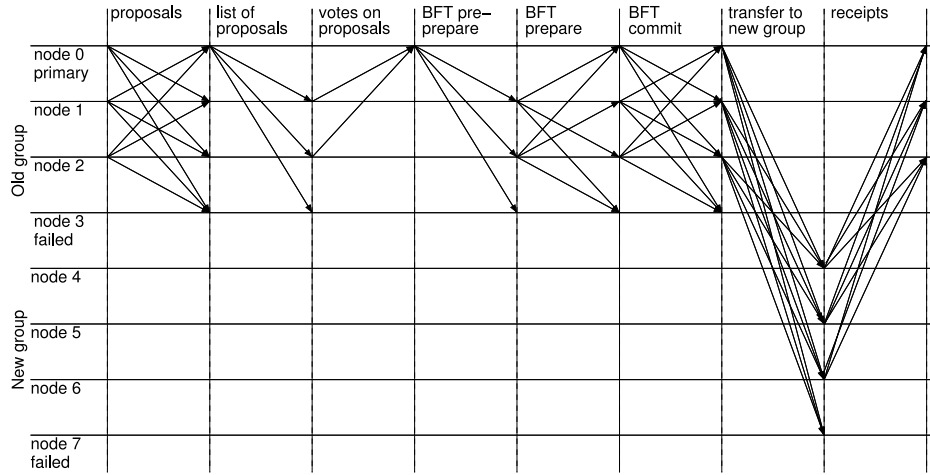 proposals
list of
proposals
votes on
proposals
BFT pre-
prepare
BFT
prepare
BFT
commit
transfer to
new group
receipts
Old group
node 0
primary
node 1
node 2
node 3
failed
New group
node 4
node 5
node 6
node 7
failed